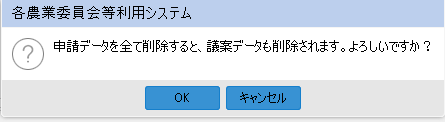 各農業委員会等利用システム
申請データを全て削除すると、議案データも削除されます。よろしいですか？
OK
キャンセル